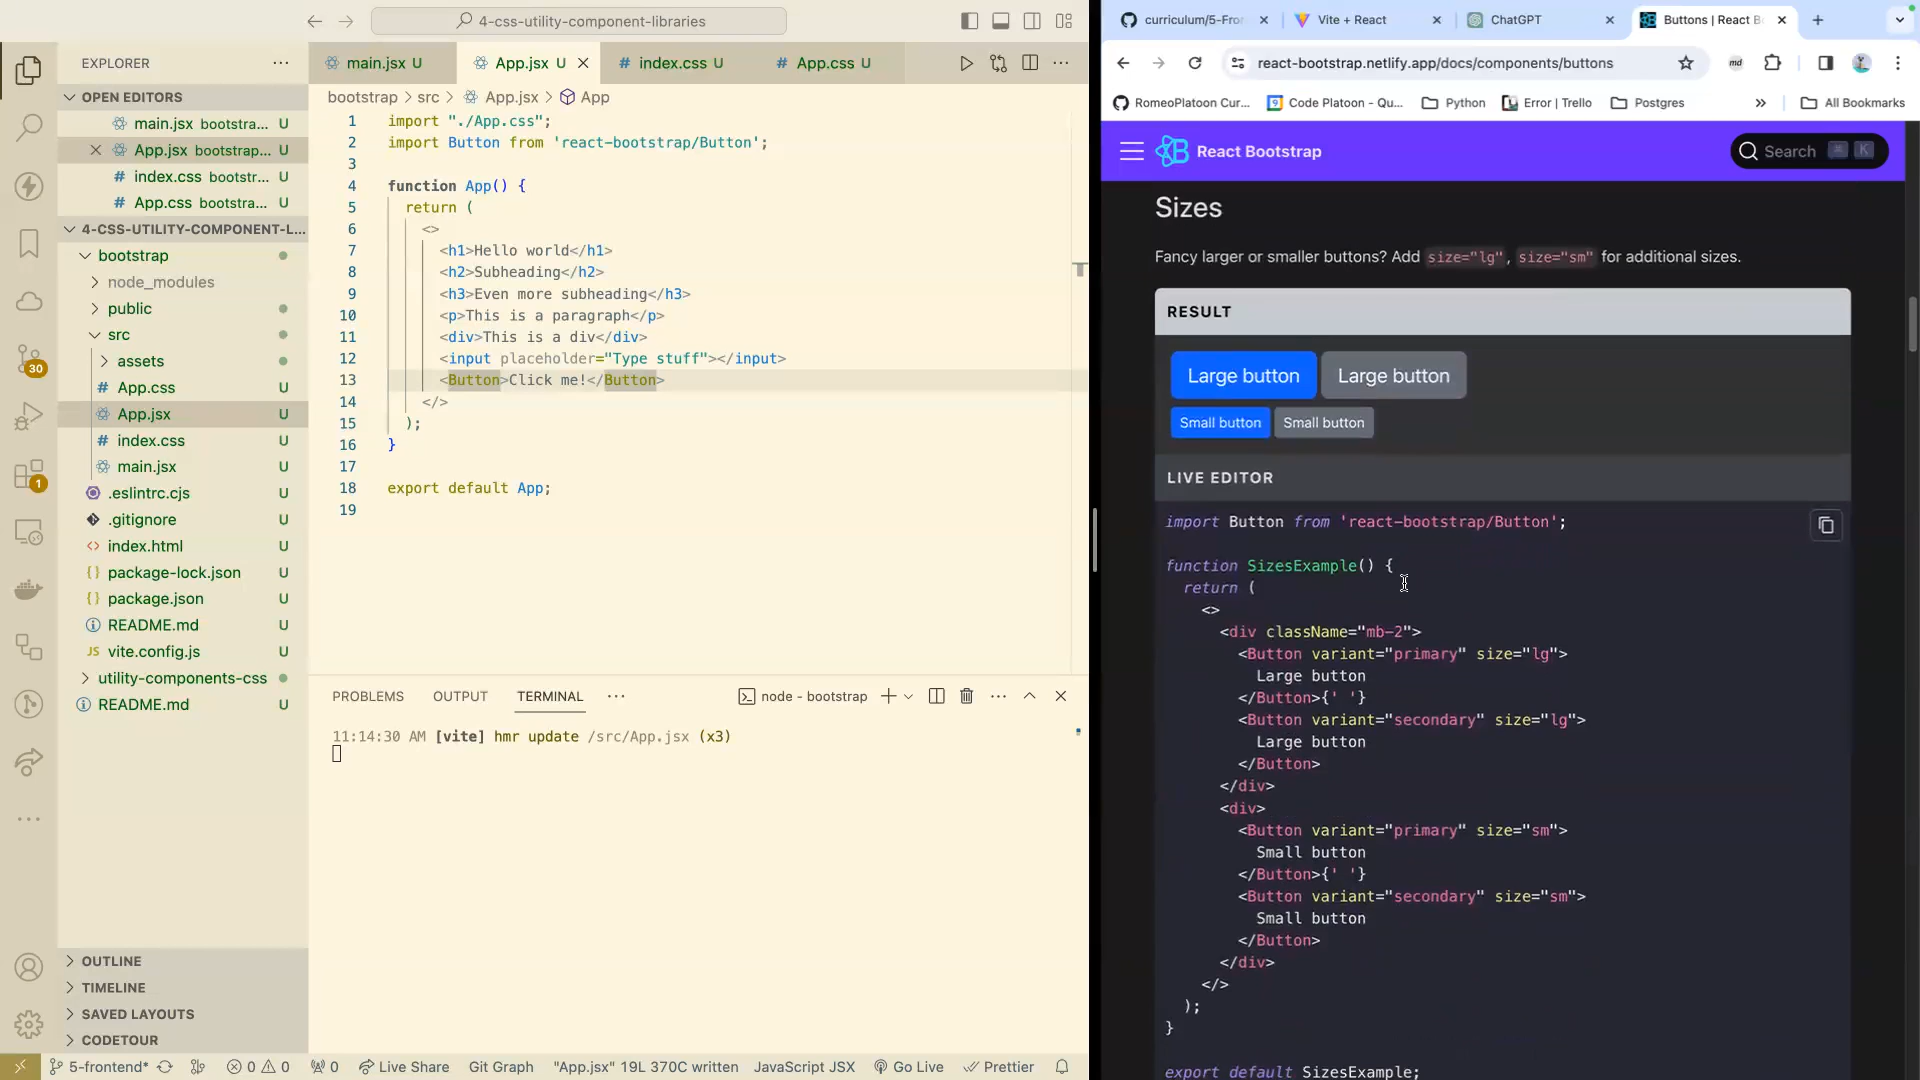 4-css-utility-component-libraries
EXPLORER
OPEN EDITORS
main.jsx bootstra... U
App.jsx bootstrap... U
index.css bootstr... U
App.css bootstra... U
4-CSS-UTILITY-COMPONENT-L...
bootstrap
node_modules
public
src
assets
App.css U
App.jsx U
index.css U
main.jsx U
.eslintrc.cjs U
.gitignore U
index.html U
package-lock.json U
package.json U
README.md U
vite.config.js U
utility-components-css
README.md U
OUTLINE
TIMELINE
SAVED LAYOUTS
CODETOUR
30
1
main.jsx U
App.jsx U
index.css U
App.css U
bootstrap > src > App.jsx > App
1 import "./App.css";
2 import Button from 'react-bootstrap/Button';
3
4 function App() {
5 return (
6 <>
7 <h1>Hello world</h1>
8 <h2>Subheading</h2>
9 <h3>Even more subheading</h3>
10 <p>This is a paragraph</p>
11 <div>This is a div</div>
12 <input placeholder="Type stuff"></input>
13 <Button>Click me!</Button>
14 </>
15 );
16 }
17
18 export default App;
19
PROBLEMS OUTPUT TERMINAL node - bootstrap
11:14:30 AM [vite] hmr update /src/App.jsx (x3)
5-frontend* 0 0 0 Live Share Git Graph "App.jsx" 19L 370C written JavaScript JSX Go Live Prettier
curriculum/5-Fron
Vite + React
ChatGPT
Buttons | React B
react-bootstrap.netlify.app/docs/components/buttons
md
RomeoPlatoon Cur...
Code Platoon - Qu...
Python
Error | Trello
Postgres
All Bookmarks
React Bootstrap
Search ⌘ K
Sizes
Fancy larger or smaller buttons? Add size="lg", size="sm" for additional sizes.
RESULT
Large button Large button
Small button Small button
LIVE EDITOR
import Button from 'react-bootstrap/Button';
function SizesExample() {
return (
<>
<div className="mb-2">
<Button variant="primary" size="lg">
Large button
</Button>{' '}
<Button variant="secondary" size="lg">
Large button
</Button>
</div>
<div>
<Button variant="primary" size="sm">
Small button
</Button>{' '}
<Button variant="secondary" size="sm">
Small button
</Button>
</div>
</>
);
}
export default SizesExample;